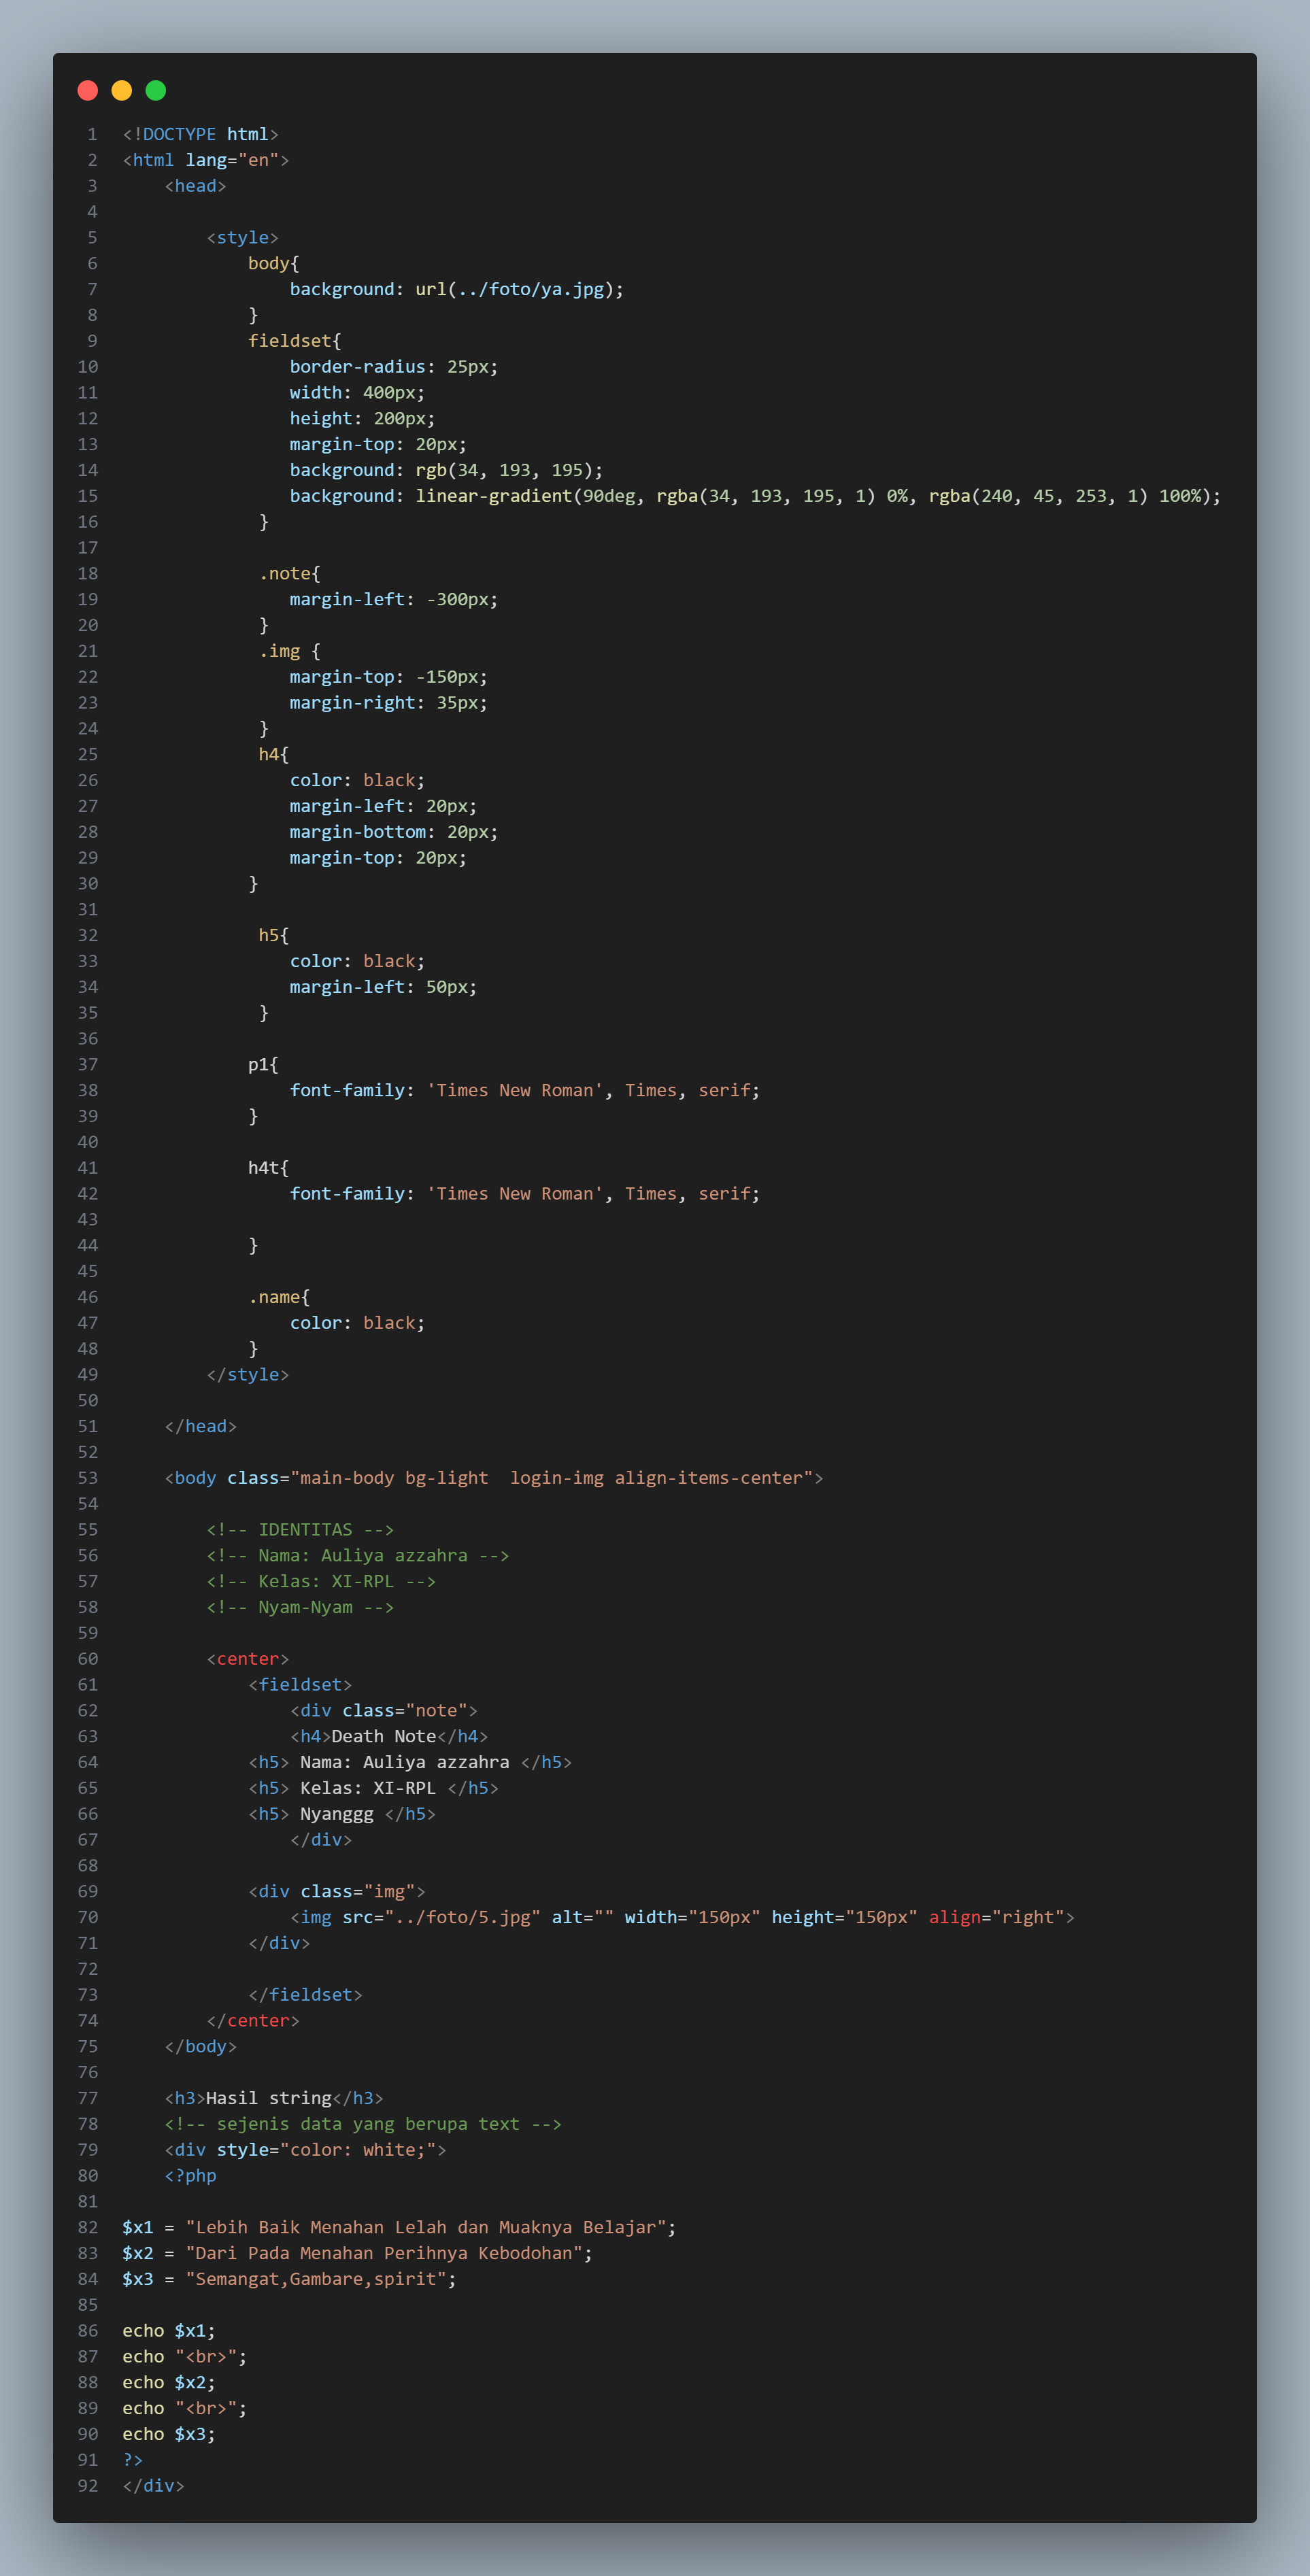 1 <!DOCTYPE html>
2 <html lang="en">
3     <head>
4
5         <style>
6             body{
7                 background: url(../foto/ya.jpg);
8             }
9             fieldset{
10                 border-radius: 25px;
11                 width: 400px;
12                 height: 200px;
13                 margin-top: 20px;
14                 background: rgb(34, 193, 195);
15                 background: linear-gradient(90deg, rgba(34, 193, 195, 1) 0%, rgba(240, 45, 253, 1) 100%);
16              }
17
18              .note{
19                 margin-left: -300px;
20              }
21              .img {
22                 margin-top: -150px;
23                 margin-right: 35px;
24              }
25              h4{
26                 color: black;
27                 margin-left: 20px;
28                 margin-bottom: 20px;
29                 margin-top: 20px;
30             }
31
32              h5{
33                 color: black;
34                 margin-left: 50px;
35              }
36
37             p1{
38                 font-family: 'Times New Roman', Times, serif;
39             }
40
41             h4t{
42                 font-family: 'Times New Roman', Times, serif;
43
44             }
45
46             .name{
47                 color: black;
48             }
49         </style>
50
51     </head>
52
53     <body class="main-body bg-light  login-img align-items-center">
54
55         <!-- IDENTITAS -->
56         <!-- Nama: Auliya azzahra -->
57         <!-- Kelas: XI-RPL -->
58         <!-- Nyam-Nyam -->
59
60         <center>
61             <fieldset>
62                 <div class="note">
63                 <h4>Death Note</h4>
64             <h5> Nama: Auliya azzahra </h5>
65             <h5> Kelas: XI-RPL </h5>
66             <h5> Nyanggg </h5>
67                 </div>
68
69             <div class="img">
70                 <img src="../foto/5.jpg" alt="" width="150px" height="150px" align="right">
71             </div>
72
73             </fieldset>
74         </center>
75     </body>
76
77     <h3>Hasil string</h3>
78     <!-- sejenis data yang berupa text -->
79     <div style="color: white;">
80     <?php
81
82 $x1 = "Lebih Baik Menahan Lelah dan Muaknya Belajar";
83 $x2 = "Dari Pada Menahan Perihnya Kebodohan";
84 $x3 = "Semangat,Gambare,spirit";
85
86 echo $x1;
87 echo "<br>";
88 echo $x2;
89 echo "<br>";
90 echo $x3;
91 ?>
92 </div>